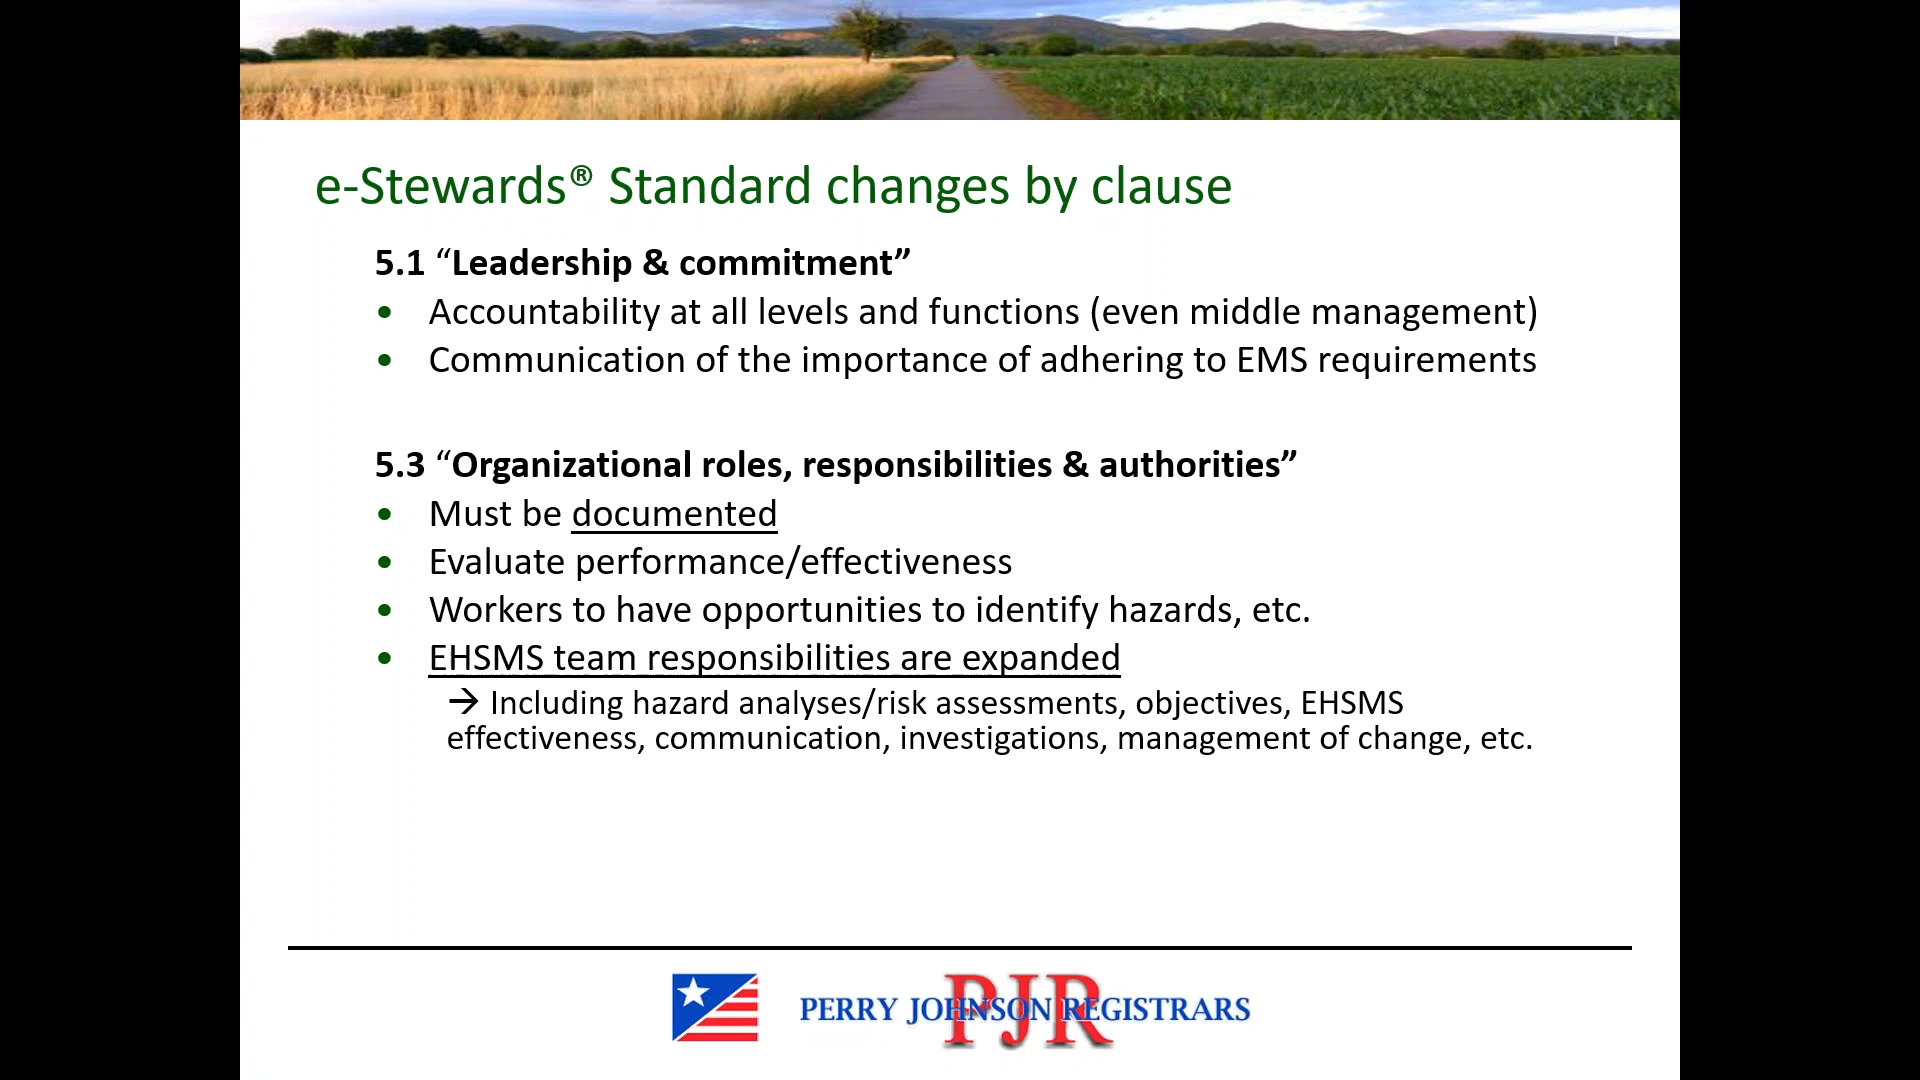 e-Stewards® Standard changes by clause
5.1 “Leadership & commitment”
• Accountability at all levels and functions (even middle management)
• Communication of the importance of adhering to EMS requirements
5.3 “Organizational roles, responsibilities & authorities”
• Must be documented
• Evaluate performance/effectiveness
• Workers to have opportunities to identify hazards, etc.
• EHSMS team responsibilities are expanded
→ Including hazard analyses/risk assessments, objectives, EHSMS
effectiveness, communication, investigations, management of change, etc.
PJR
PERRY JOHNSON REGISTRARS